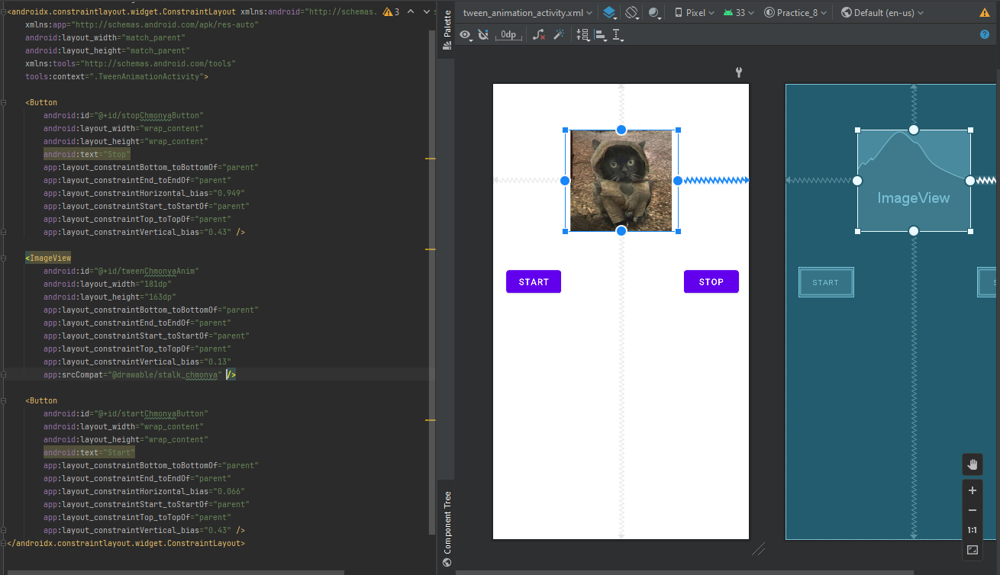 <androidx.constraintlayout.widget.ConstraintLayout xmlns:android="http://schemas.
3
xmlns:app="http://schemas.android.com/apk/res-auto"
android:layout_width="match_parent"
android:layout_height="match_parent"
xmlns:tools="http://schemas.android.com/tools"
tools:context=".TweenAnimationActivity">
<Button
android:id="@+id/stopChmonyaButton"
android:layout_width="wrap_content"
android:layout_height="wrap_content"
android:text="Stop"
app:layout_constraintBottom_toBottomOf="parent"
app:layout_constraintEnd_toEndOf="parent"
app:layout_constraintHorizontal_bias="0.949"
app:layout_constraintStart_toStartOf="parent"
app:layout_constraintTop_toTopOf="parent"
app:layout_constraintVertical_bias="0.43" />
<ImageView
android:id="@+id/tweenChmonyaAnim"
android:layout_width="181dp"
android:layout_height="163dp"
app:layout_constraintBottom_toBottomOf="parent"
app:layout_constraintEnd_toEndOf="parent"
app:layout_constraintStart_toStartOf="parent"
app:layout_constraintTop_toTopOf="parent"
app:layout_constraintVertical_bias="0.13"
app:srcCompat="@drawable/stalk_chmonya" />
<Button
android:id="@+id/startChmonyaButton"
android:layout_width="wrap_content"
android:layout_height="wrap_content"
android:text="Start"
app:layout_constraintBottom_toBottomOf="parent"
app:layout_constraintEnd_toEndOf="parent"
app:layout_constraintHorizontal_bias="0.066"
app:layout_constraintStart_toStartOf="parent"
app:layout_constraintTop_toTopOf="parent"
app:layout_constraintVertical_bias="0.43" />
</androidx.constraintlayout.widget.ConstraintLayout>
Palette
Component Tree
tween_animation_activity.xml
Pixel
33
Practice_8
Default (en-us)
0dp
START
STOP
ImageView
START
S
1:1